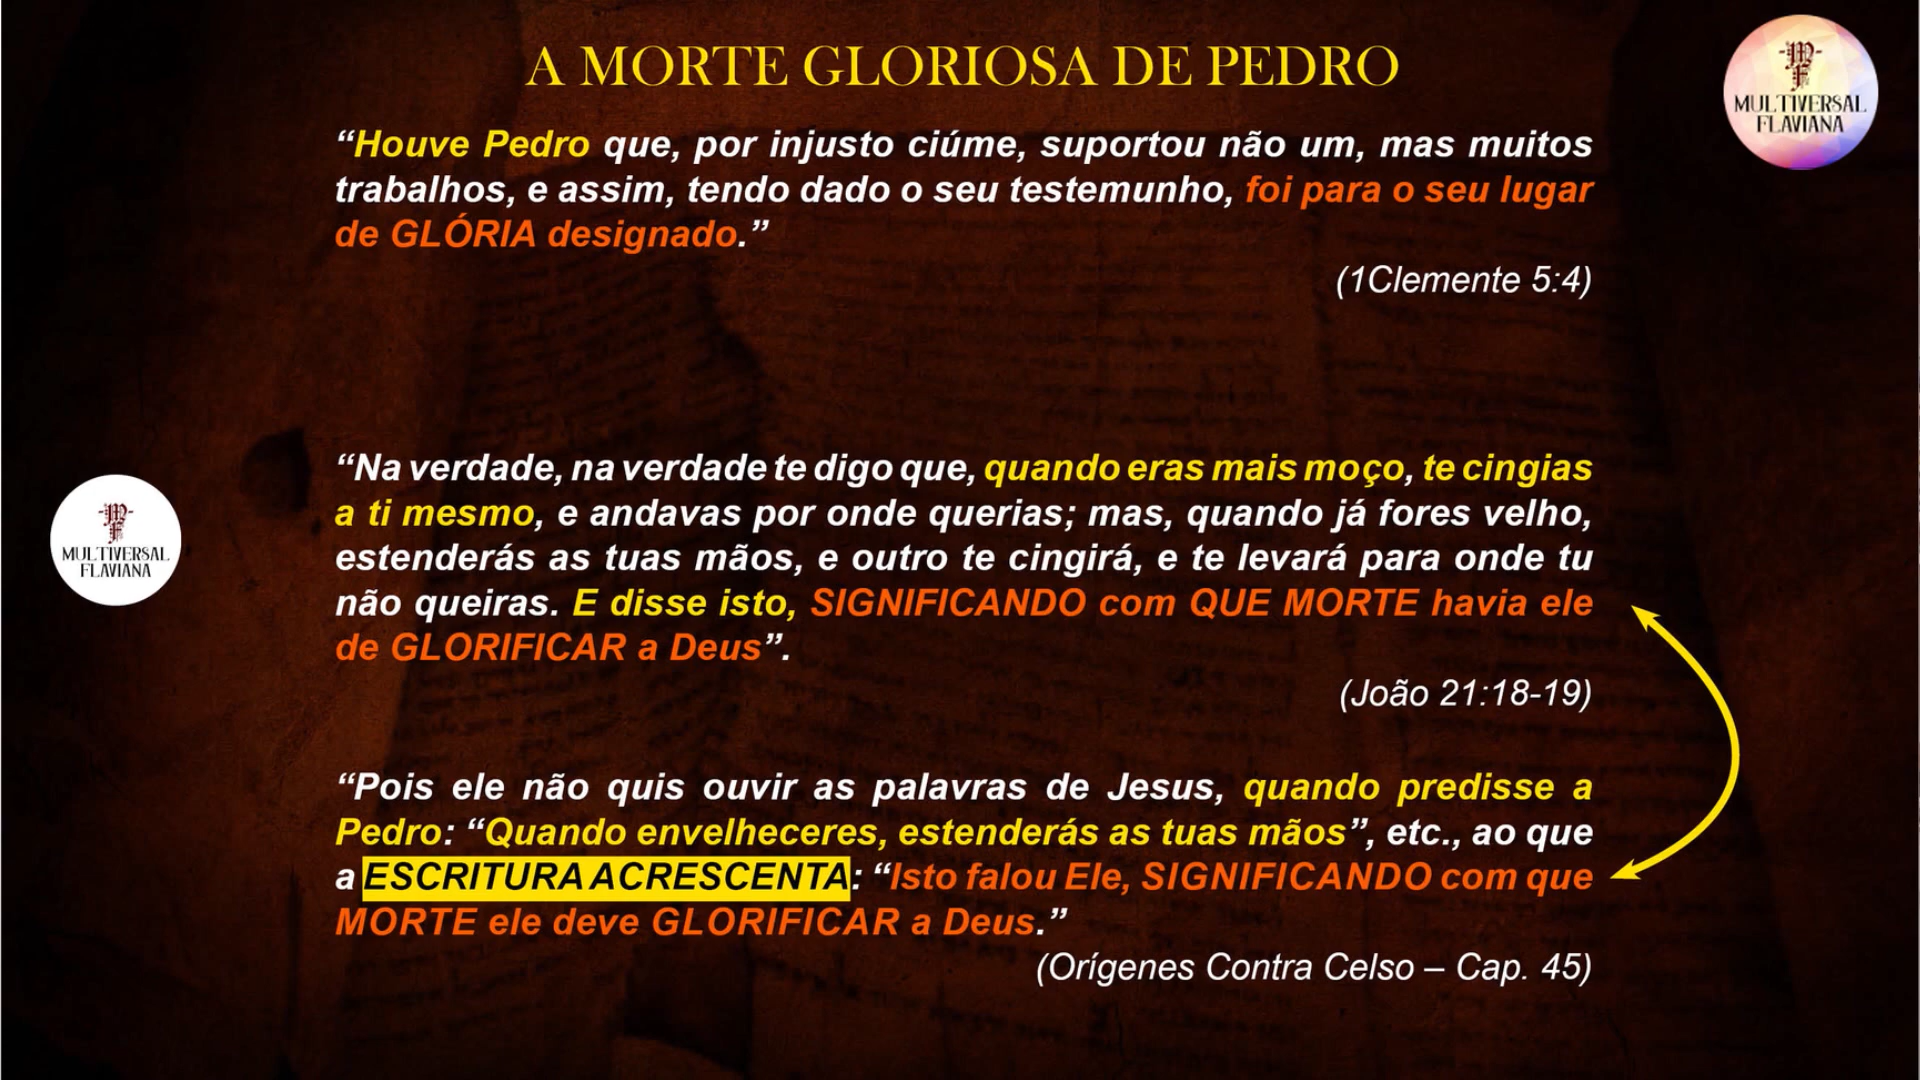 A MORTE GLORIOSA DE PEDRO
-M-
F
MULTIVERSAL
FLAVIANA
“Houve Pedro que, por injusto ciúme, suportou não um, mas muitos
trabalhos, e assim, tendo dado o seu testemunho, foi para o seu lugar
de GLÓRIA designado.”
(1Clemente 5:4)
“Na verdade, na verdade te digo que, quando eras mais moço, te cingias
a ti mesmo, e andavas por onde querias; mas, quando já fores velho,
estenderás as tuas mãos, e outro te cingirá, e te levará para onde tu
não queiras. E disse isto, SIGNIFICANDO com QUE MORTE havia ele
de GLORIFICAR a Deus”.
(João 21:18-19)
-M-
F
MULTIVERSAL
FLAVIANA
“Pois ele não quis ouvir as palavras de Jesus, quando predisse a
Pedro: “Quando envelheceres, estenderás as tuas mãos”, etc., ao que
a ESCRITURA ACRESCENTA: “Isto falou Ele, SIGNIFICANDO com que
MORTE ele deve GLORIFICAR a Deus.”
(Orígenes Contra Celso – Cap. 45)